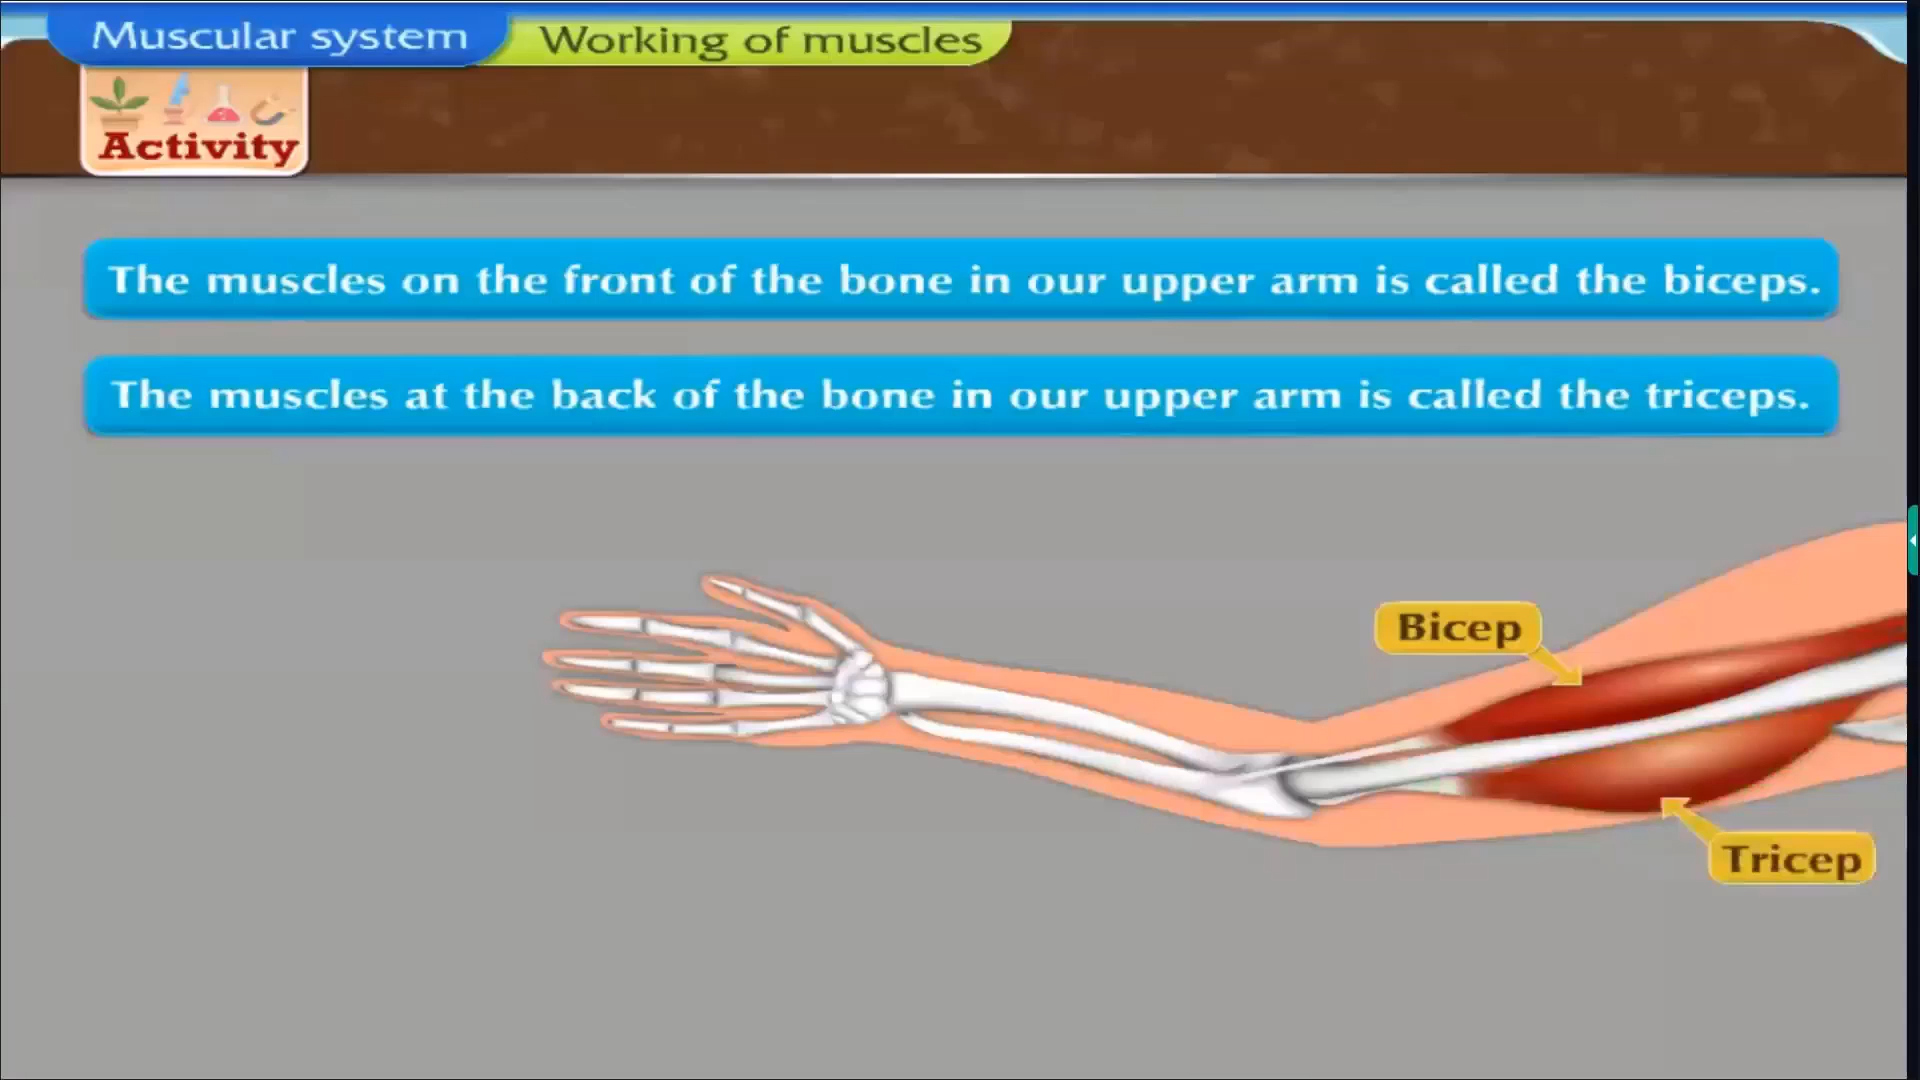 Muscular system
Working of muscles
Activity
The muscles on the front of the bone in our upper arm is called the biceps.
The muscles at the back of the bone in our upper arm is called the triceps.
Bicep
Tricep